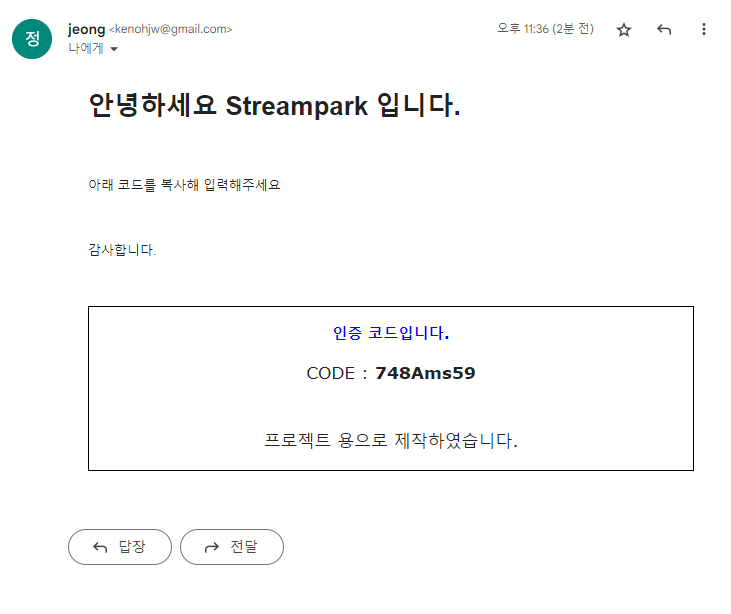 정
jeong <kenohjw@gmail.com>
오후 11:36 (2분 전)
나에게
안녕하세요 Streampark 입니다.
아래 코드를 복사해 입력해주세요
감사합니다.
인증 코드입니다.
CODE : 748Ams59
프로젝트 용으로 제작하였습니다.
답장
전달